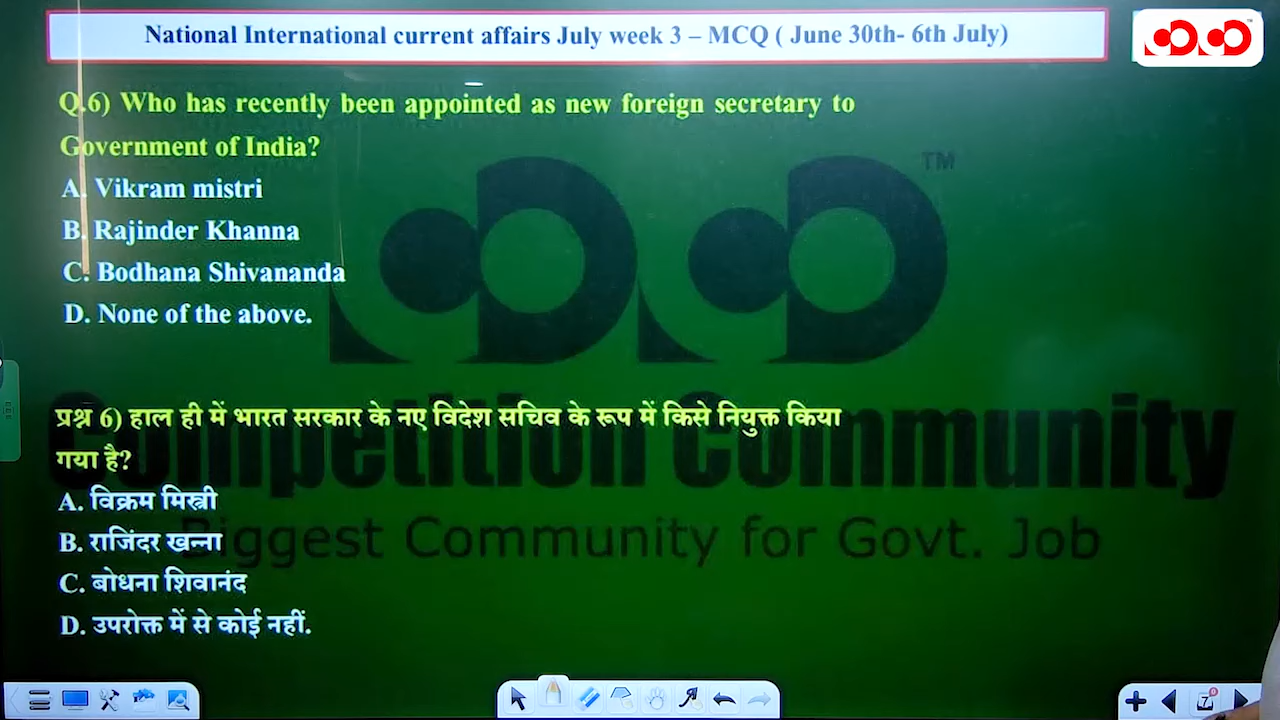 National International current affairs July week 3 – MCQ ( June 30th- 6th July)
Q.6) Who has recently been appointed as new foreign secretary to
Government of India?
A. Vikram mistri
B. Rajinder Khanna
C. Bodhana Shivananda
D. None of the above.
TM
प्रश्न 6) हाल ही में भारत सरकार के नए विदेश सचिव के रूप में किसे नियुक्त किया
गया है?
A. विक्रम मिस्त्री
B. राजिंदर खन्ना
C. बोधना शिवानंद
D. उपरोक्त में से कोई नहीं.
Competition Community
Biggest Community for Govt. Job